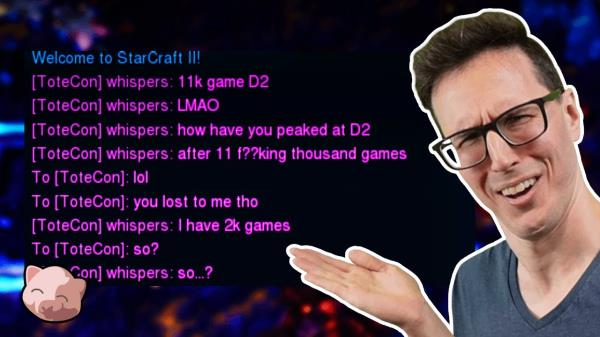 Welcome to StarCraft II!
[ToteCon] whispers: 11k game D2
[ToteCon] whispers: LMAO
[ToteCon] whispers: how have you peaked at D2
[ToteCon] whispers: after 11 f??king thousand games
To [ToteCon]: lol
To [ToteCon]: you lost to me tho
[ToteCon] whispers: I have 2k games
To [ToteCon]: so?
Con] whispers: so...?